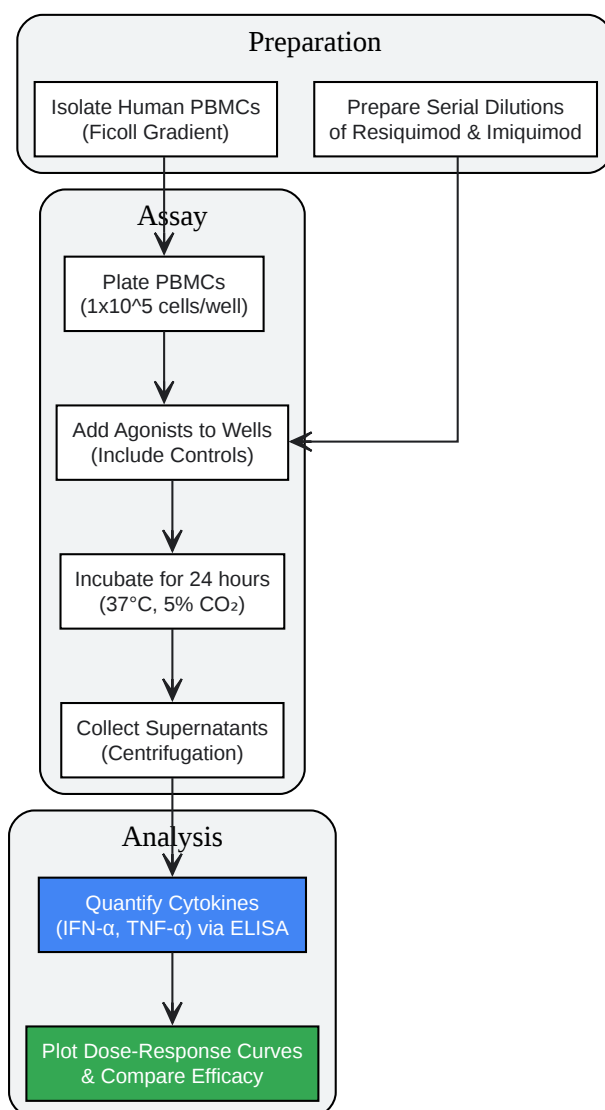 Preparation
Isolate Human PBMCs
(Ficoll Gradient)
Prepare Serial Dilutions
of Resiquimod & Imiquimod
Assay
Plate PBMCs
(1x10^5 cells/well)
Add Agonists to Wells
(Include Controls)
Incubate for 24 hours
(37°C, 5% CO₂)
Collect Supernatants
(Centrifugation)
Analysis
Quantify Cytokines
(IFN-α, TNF-α) via ELISA
Plot Dose-Response Curves
& Compare Efficacy